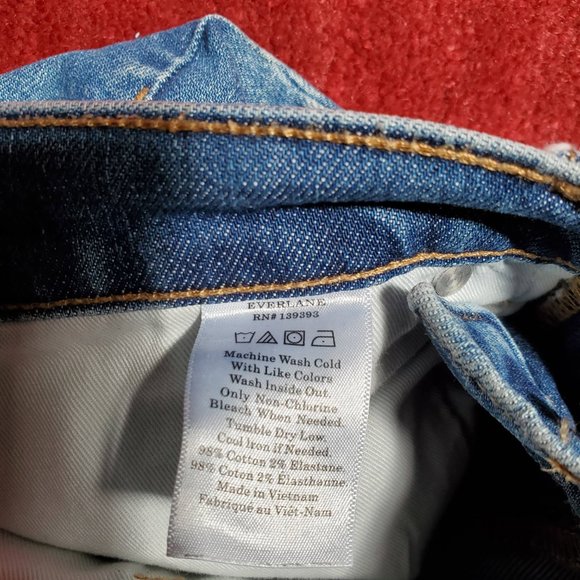 EVERLANE
RN# 139393
Machine Wash Cold
With Like Colors
Wash Inside Out.
Only Non-Chlurine
Bleach When Needed.
Tumble Dry Low.
Cool Iron if Needed.
98% Cotton 2% Elastane.
98% Coton 2% Elasthanne.
Made in Vietnam
Fabriqué au Viêt-Nam